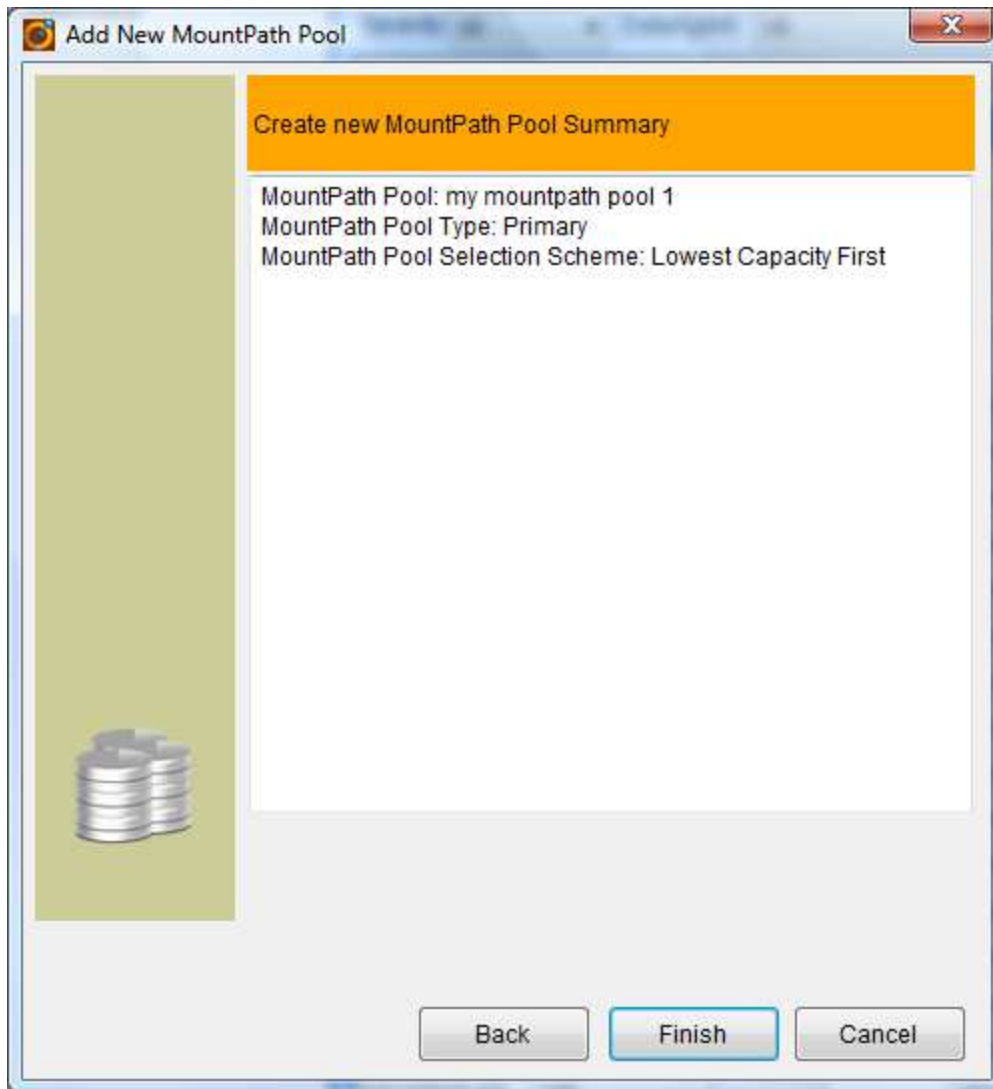 Add New MountPath Pool
Create new MountPath Pool Summary
MountPath Pool: my mountpath pool 1
MountPath Pool Type: Primary
MountPath Pool Selection Scheme: Lowest Capacity First
Back
Finish
Cancel